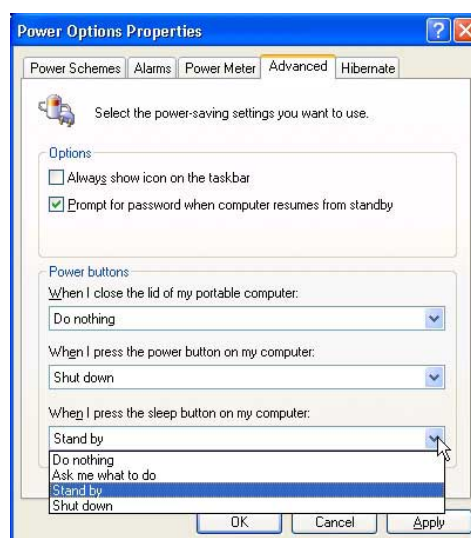 Power Options Properties
Power Schemes Alarms Power Meter Advanced Hibernate
Select the power-saving settings you want to use.
Options
Always show icon on the taskbar
Prompt for password when computer resumes from standby
Power buttons
When I close the lid of my portable computer:
Do nothing
When I press the power button on my computer:
Shut down
When I press the sleep button on my computer:
Stand by
Do nothing
Ask me what to do
Stand by
Shut down
OK Cancel Apply